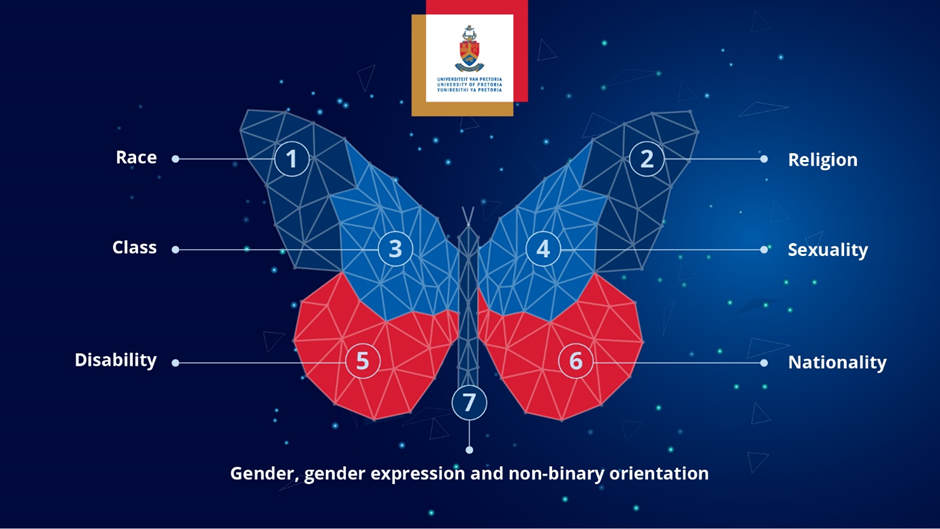 UNIVERSITEIT VAN PRETORIA
UNIVERSITY OF PRETORIA
YUNIBESITHI YA PRETORIA
Race
1
2
Religion
Class
3
4
Sexuality
Disability
5
6
Nationality
7
Gender, gender expression and non-binary orientation